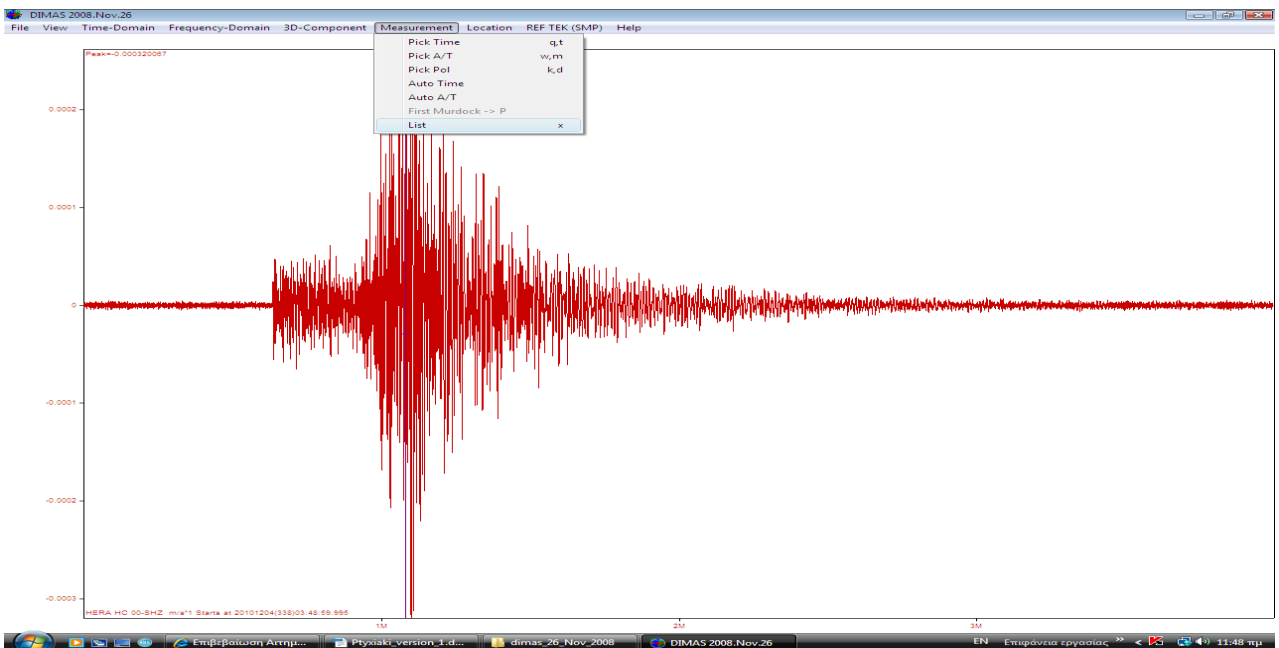 DIMAS 2008.Nov.26
File View Time-Domain Frequency-Domain 3D-Component Measurement Location REF TEK (SMP) Help
Pick Time q,t
Pick A/T w,m
Pick Pol k,d
Auto Time
Auto A/T
First Murdock -> P
List x
Peak=-0.000320067
0.0002
0.0001
0
-0.0001
-0.0002
-0.0003
HERA HC 00-SHZ m/s*1 Starts at 20101204(338)03:48:59.995
1M 2M 3M
Επιβεβαίωση Αιτημ... Ptyxiaki_version_1.d... dimas_26_Nov_2008 DIMAS 2008.Nov.26 EN Επιφάνεια εργασίας » < 11:48 πμ